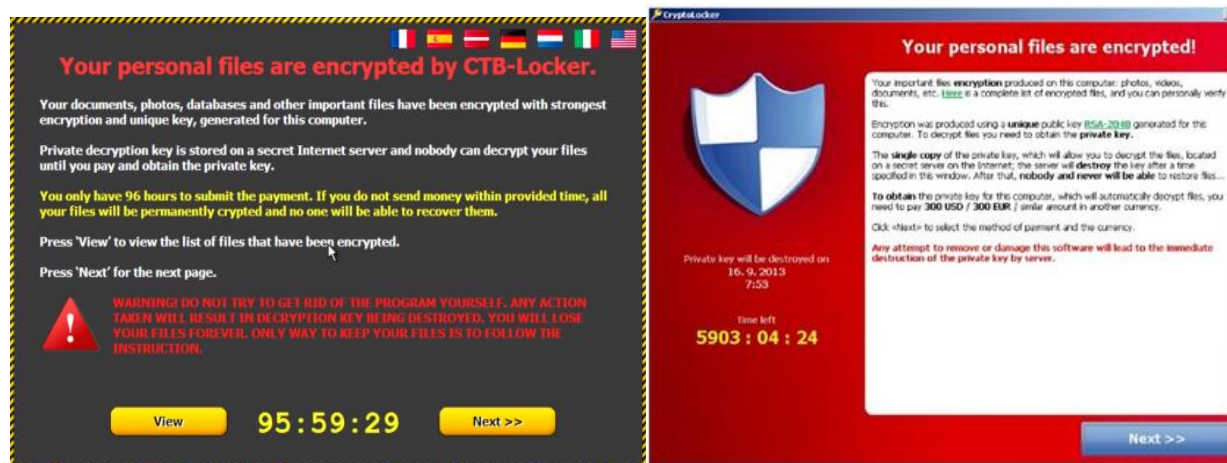 Your personal files are encrypted by CTB-Locker.
Your documents, photos, databases and other important files have been encrypted with strongest
encryption and unique key, generated for this computer.
Private decryption key is stored on a secret Internet server and nobody can decrypt your files
until you pay and obtain the private key.
You only have 96 hours to submit the payment. If you do not send money within provided time, all
your files will be permanently crypted and no one will be able to recover them.
Press 'View' to view the list of files that have been encrypted.
Press 'Next' for the next page.
WARNING! DO NOT TRY TO GET RID OF THE PROGRAM YOURSELF. ANY ACTION
TAKEN WILL RESULT IN DECRYPTION KEY BEING DESTROYED. YOU WILL LOSE
YOUR FILES FOREVER. ONLY WAY TO KEEP YOUR FILES IS TO FOLLOW THE
INSTRUCTION.
View
95:59:29
Next >>
CryptoLocker
Your personal files are encrypted!
Your important files encryption produced on this computer: photos, videos,
documents, etc. Here is a complete list of encrypted files, and you can personally verify
this.
Encryption was produced using a unique public key RSA-2048 generated for this
computer. To decrypt files you need to obtain the private key.
The single copy of the private key, which will allow you to decrypt the files, located
on a secret server on the Internet; the server will destroy the key after a time
specified in this window. After that, nobody and never will be able to restore files...
To obtain the private key for this computer, which will automatically decrypt files, you
need to pay 300 USD / 300 EUR / similar amount in another currency.
Click «Next» to select the method of payment and the currency.
Any attempt to remove or damage this software will lead to the immediate
destruction of the private key by server.
Private key will be destroyed on
16. 9. 2013
7:53
Time left
5903 : 04 : 24
Next >>